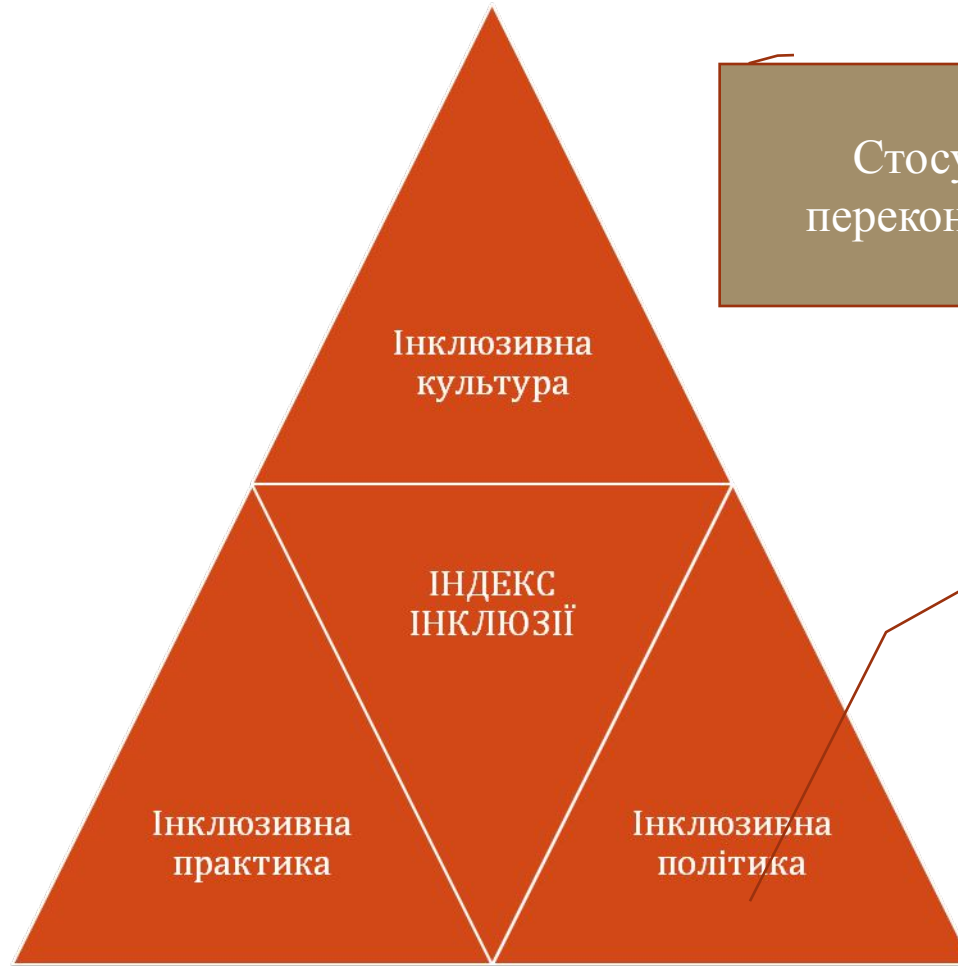 Інклюзивна
культура
ІНДЕКС
ІНКЛЮЗІЇ
Інклюзивна
практика
Інклюзивна
політика